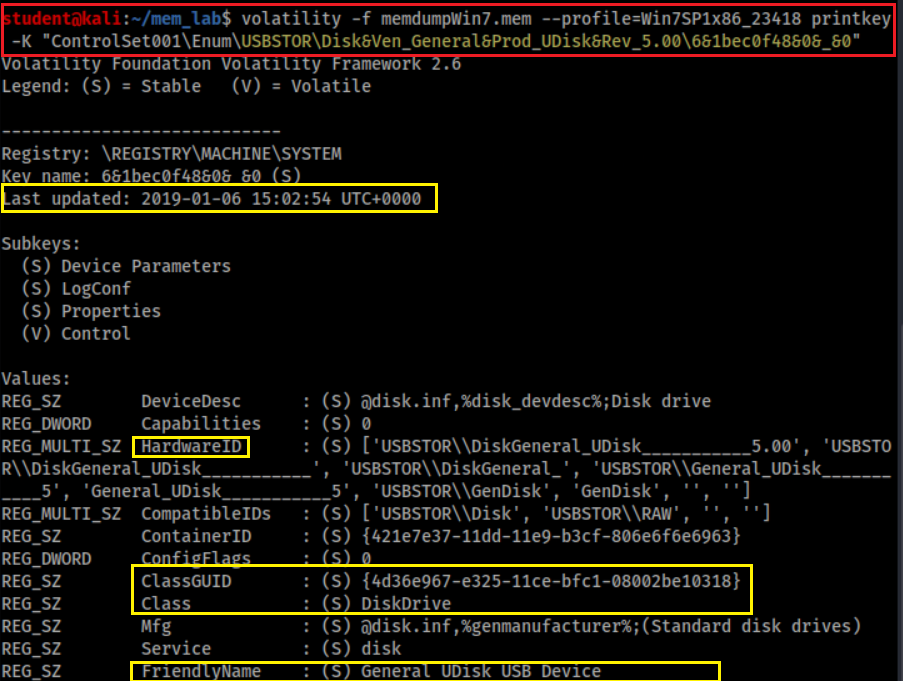 student@kali:~/mem_lab$ volatility -f memdumpWin7.mem --profile=Win7SP1x86_23418 printkey
-K "ControlSet001\Enum\USBSTOR\Disk&Ven_General&Prod_UDisk&Rev_5.00\6&1bec0f48&0&_&0"
Volatility Foundation Volatility Framework 2.6
Legend: (S) = Stable   (V) = Volatile
----------------------------
Registry: \REGISTRY\MACHINE\SYSTEM
Key name: 6&1bec0f48&0&_&0 (S)
Last updated: 2019-01-06 15:02:54 UTC+0000
Subkeys:
  (S) Device Parameters
  (S) LogConf
  (S) Properties
  (V) Control
Values:
REG_SZ        DeviceDesc      : (S) @disk.inf,%disk_devdesc%;Disk drive
REG_DWORD     Capabilities    : (S) 0
REG_MULTI_SZ  HardwareID      : (S) ['USBSTOR\\DiskGeneral_UDisk___________5.00', 'USBSTO
R\\DiskGeneral_UDisk___________', 'USBSTOR\\DiskGeneral_', 'USBSTOR\\General_UDisk_______
____5', 'General_UDisk___________5', 'USBSTOR\\GenDisk', 'GenDisk', '', '']
REG_MULTI_SZ  CompatibleIDs   : (S) ['USBSTOR\\Disk', 'USBSTOR\\RAW', '', '']
REG_SZ        ContainerID     : (S) {421e7e37-11dd-11e9-b3cf-806e6f6e6963}
REG_DWORD     ConfigFlags     : (S) 0
REG_SZ        ClassGUID       : (S) {4d36e967-e325-11ce-bfc1-08002be10318}
REG_SZ        Class           : (S) DiskDrive
REG_SZ        Mfg             : (S) @disk.inf,%genmanufacturer%;(Standard disk drives)
REG_SZ        Service         : (S) disk
REG_SZ        FriendlyName    : (S) General UDisk USB Device